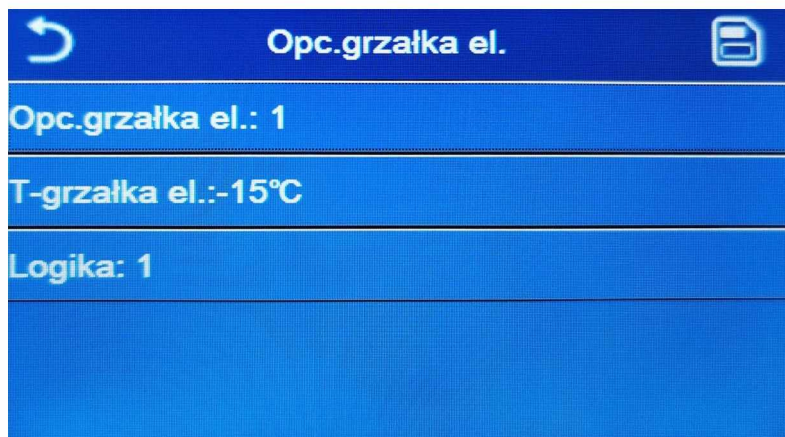 Opc.grzałka el.
Opc.grzałka el.: 1
T-grzałka el.:-15℃
Logika: 1